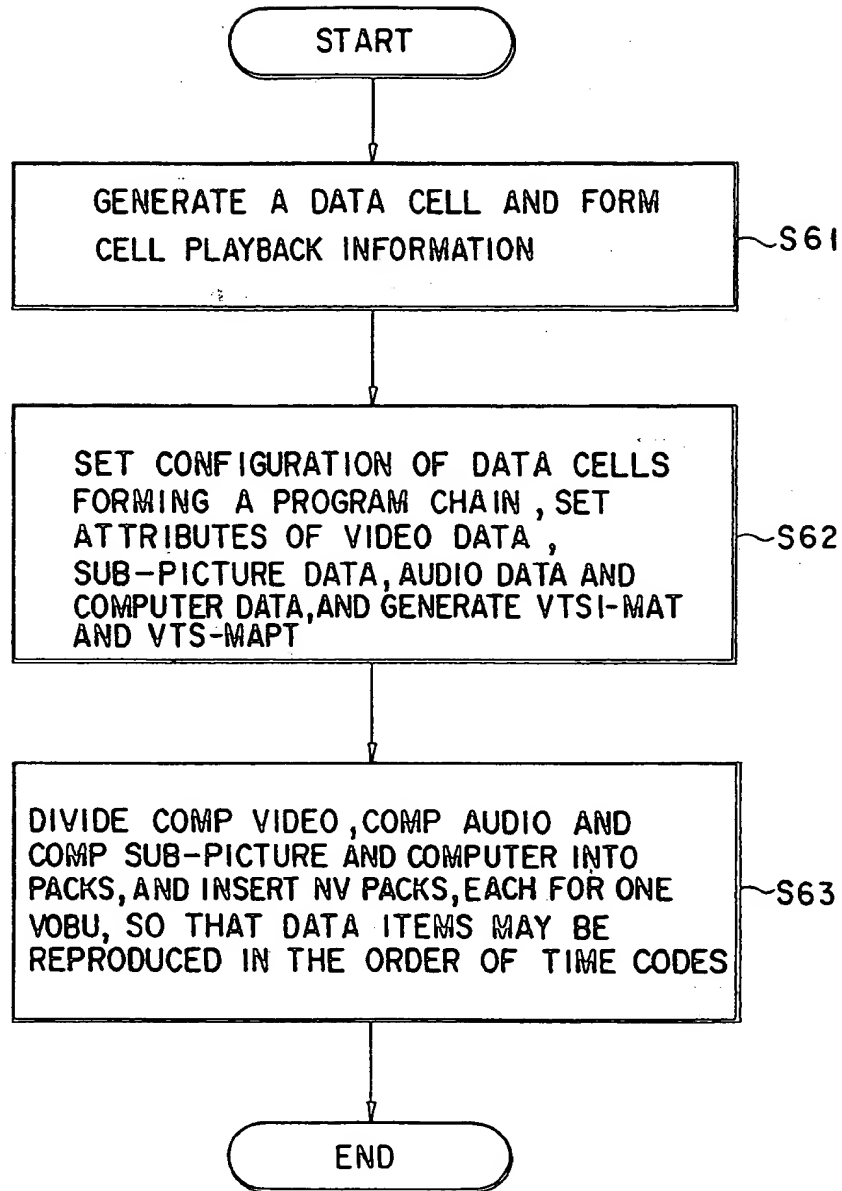 START
GENERATE A DATA CELL AND FORM
CELL PLAYBACK INFORMATION
S61
SET CONFIGURATION OF DATA CELLS
FORMING A PROGRAM CHAIN, SET
ATTRIBUTES OF VIDEO DATA,
SUB-PICTURE DATA, AUDIO DATA AND
COMPUTER DATA, AND GENERATE VTSI-MAT
AND VTS-MAPT
S62
DIVIDE COMP VIDEO, COMP AUDIO AND
COMP SUB-PICTURE AND COMPUTER INTO
PACKS, AND INSERT NV PACKS, EACH FOR ONE
VOBU, SO THAT DATA ITEMS MAY BE
REPRODUCED IN THE ORDER OF TIME CODES
S63
END